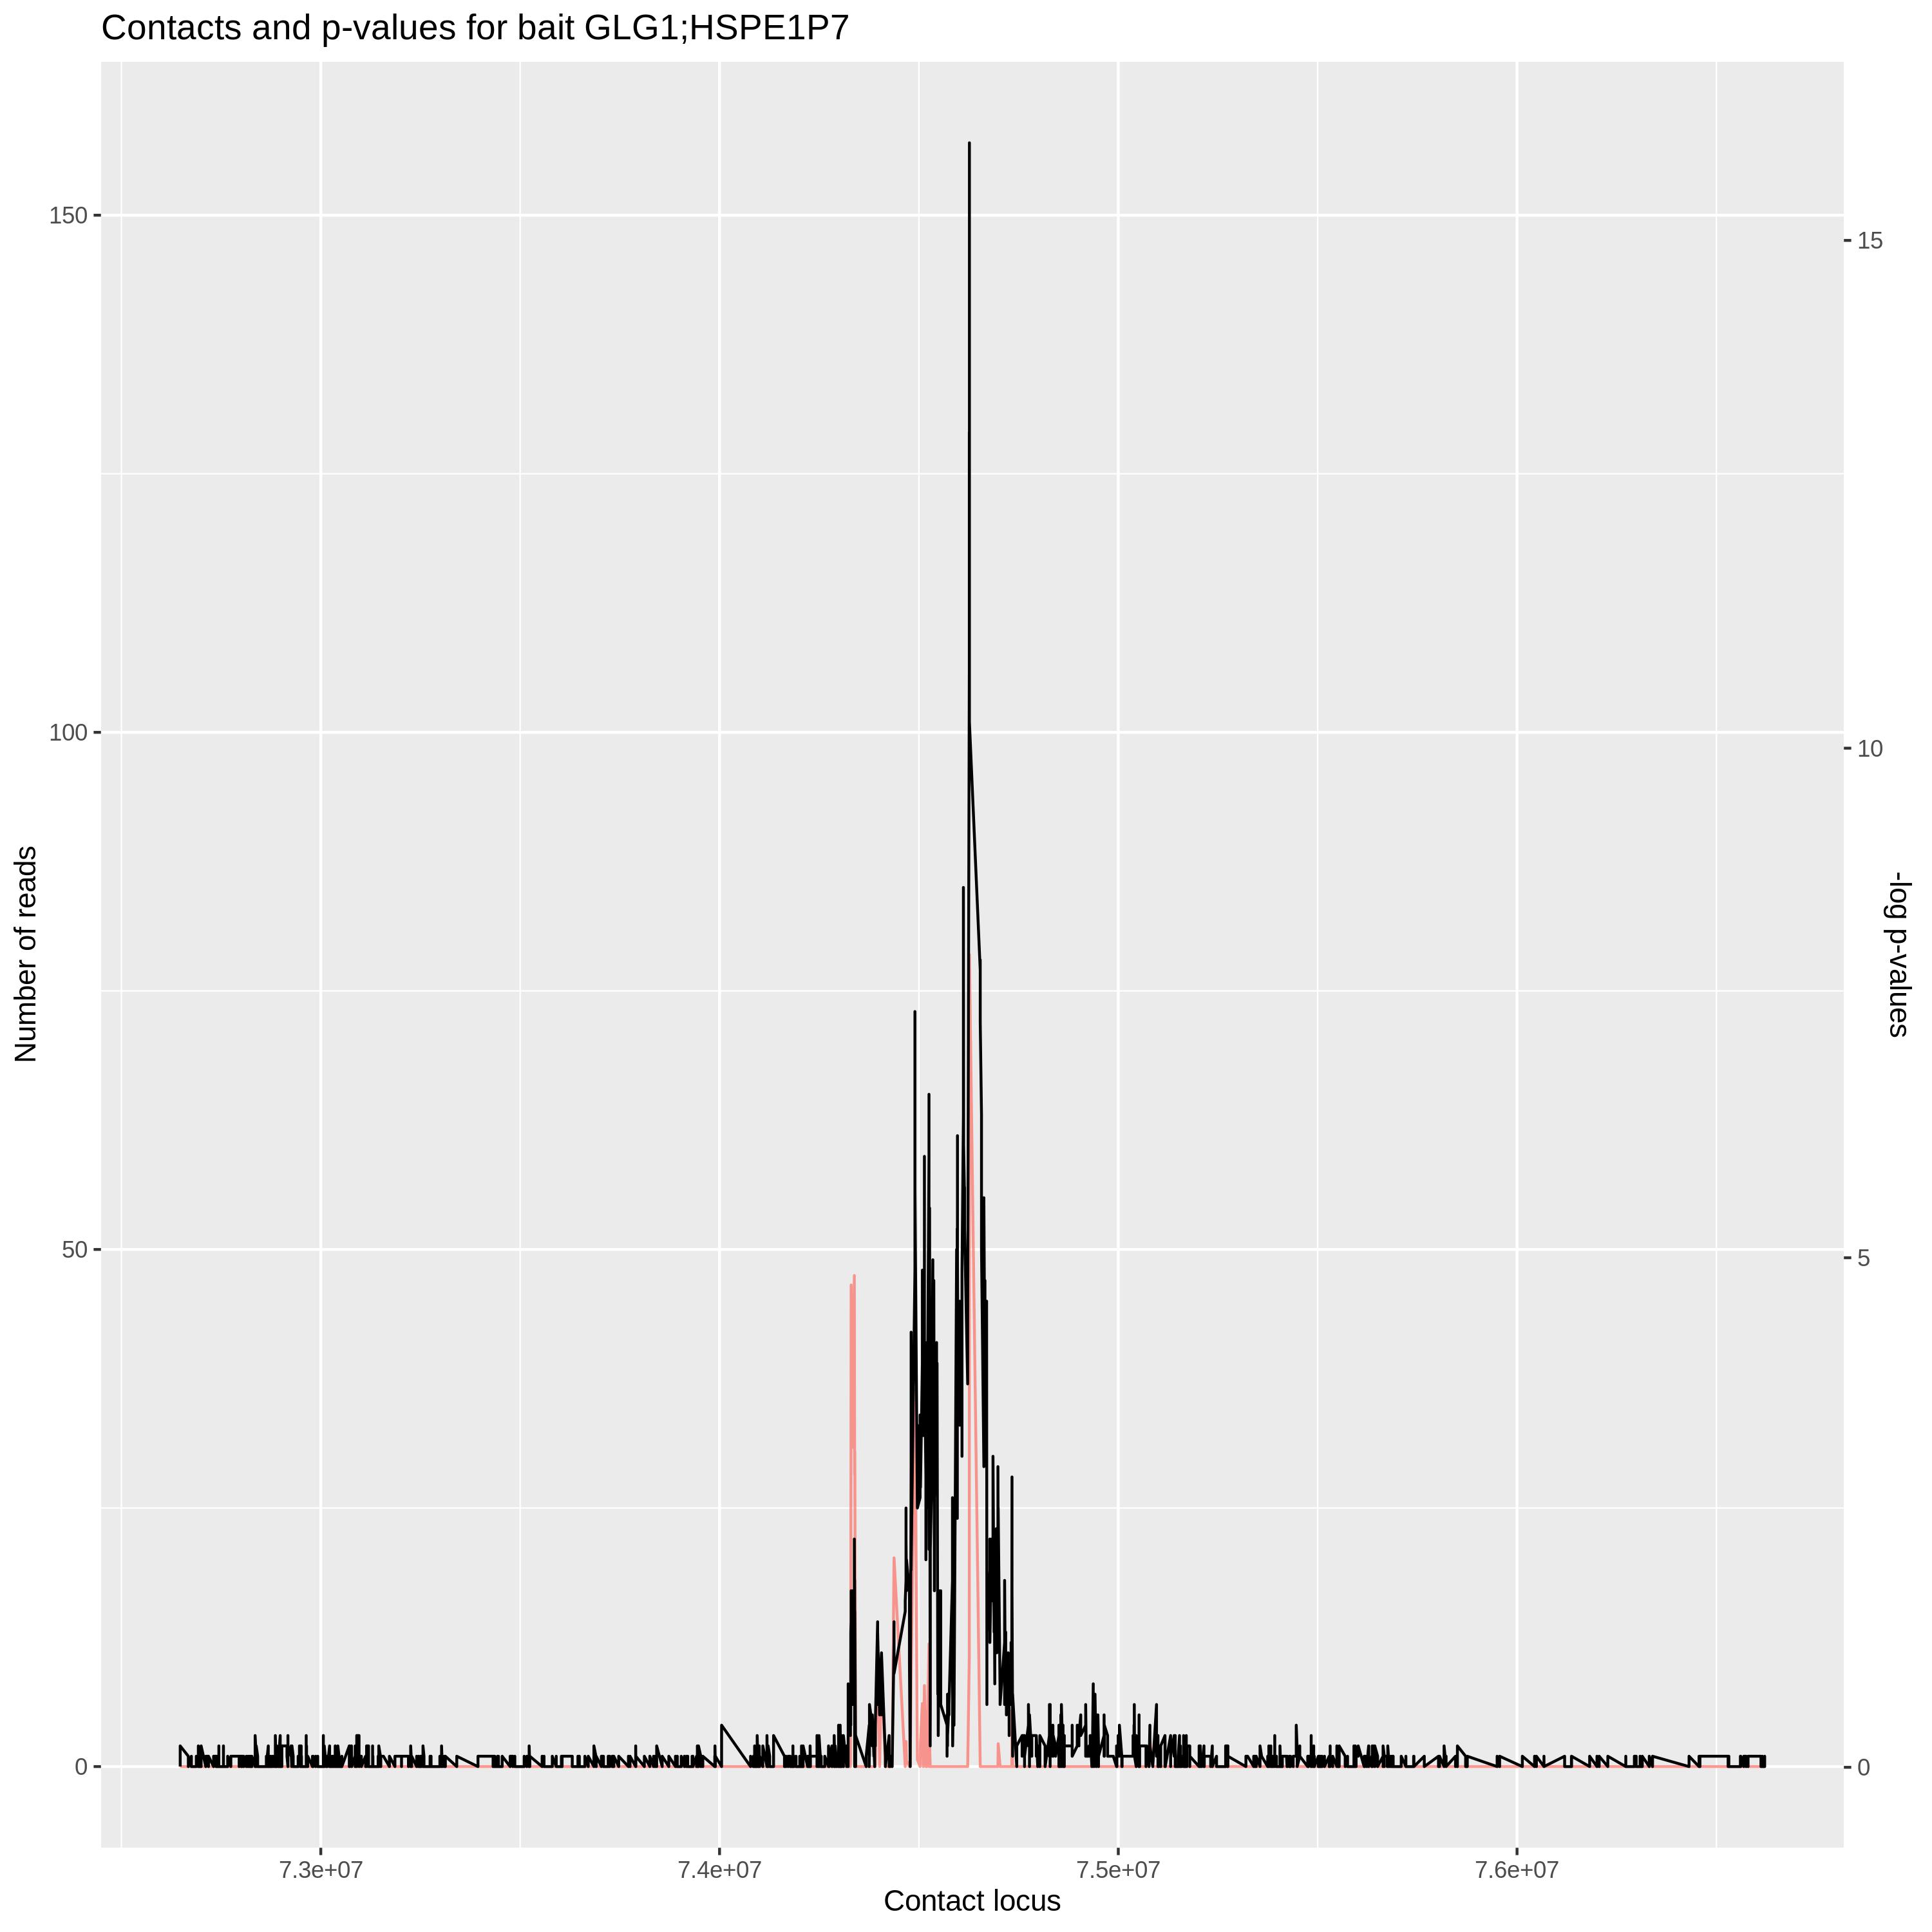 Contacts and p-values for bait GLG1;HSPE1P7
150
100
50
0
Number of reads
15
10
5
0
-log p-values
7.3e+07
7.4e+07
7.5e+07
7.6e+07
Contact locus